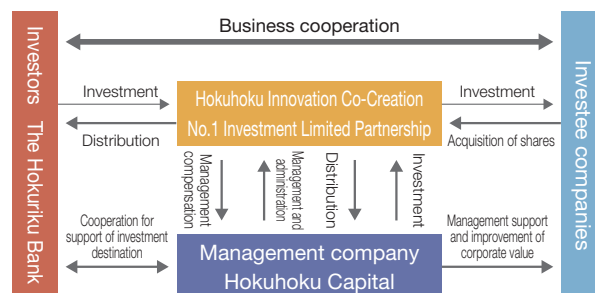 Business cooperation
Investors The Hokuriku Bank
Investee companies
Investment
Distribution
Hokuhoku Innovation Co-Creation
No.1 Investment Limited Partnership
Investment
Acquisition of shares
Management
compensation
Management and
administration
Distribution
Investment
Cooperation for
support of investment
destination
Management company
Hokuhoku Capital
Management support
and improvement of
corporate value